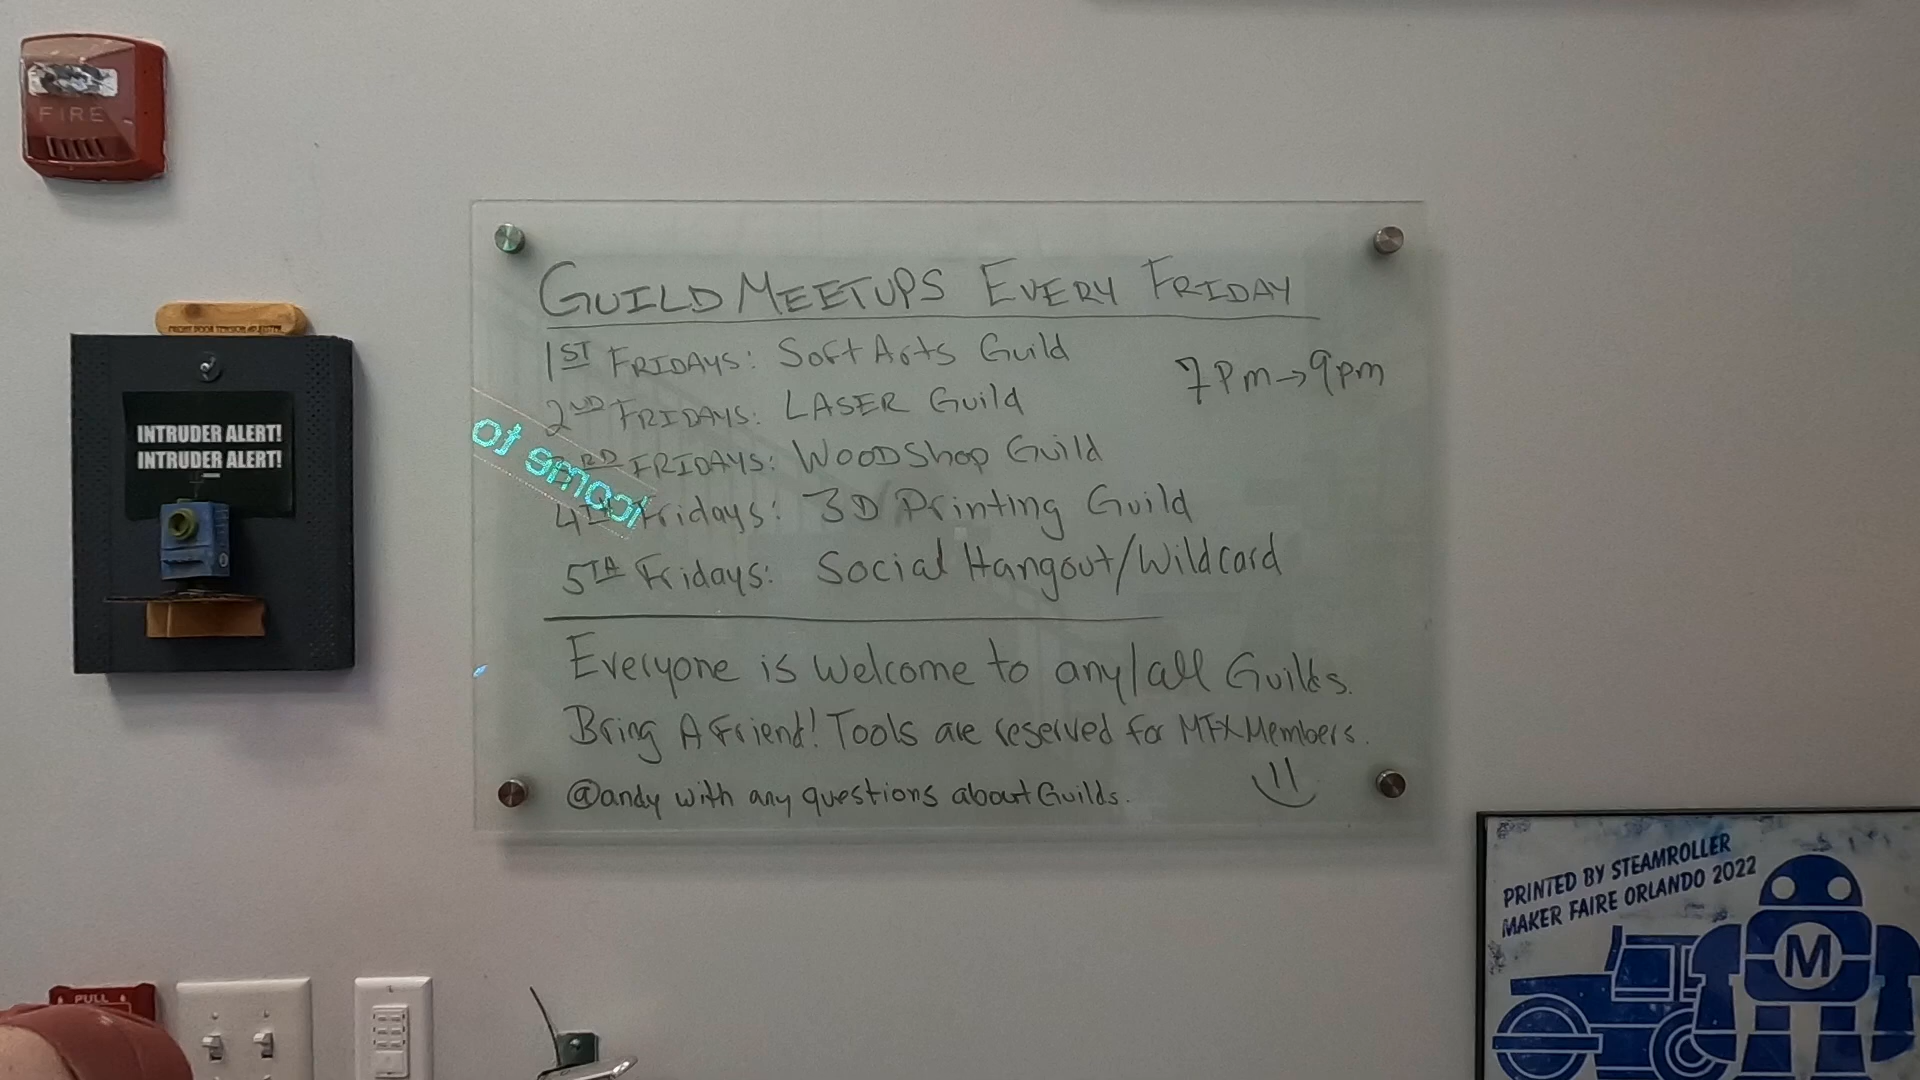 FIRE
GUILD MEETUPS EVERY FRIDAY
1ST FRIDAYS: Soft Arts Guild
7pm→9pm
2ND FRIDAYS: LASER Guild
3RD FRIDAYS: WOODShop Guild
4TH Fridays: 3D Printing Guild
5TH Fridays: Social Hangout/Wildcard
Everyone is welcome to any/all Guilds.
Bring A Friend! Tools are reserved for MFX Members.
@andy with any questions about Guilds.
INTRUDER ALERT!
INTRUDER ALERT!
lcome to
PRINTED BY STEAMROLLER
MAKER FAIRE ORLANDO 2022
M
PULL